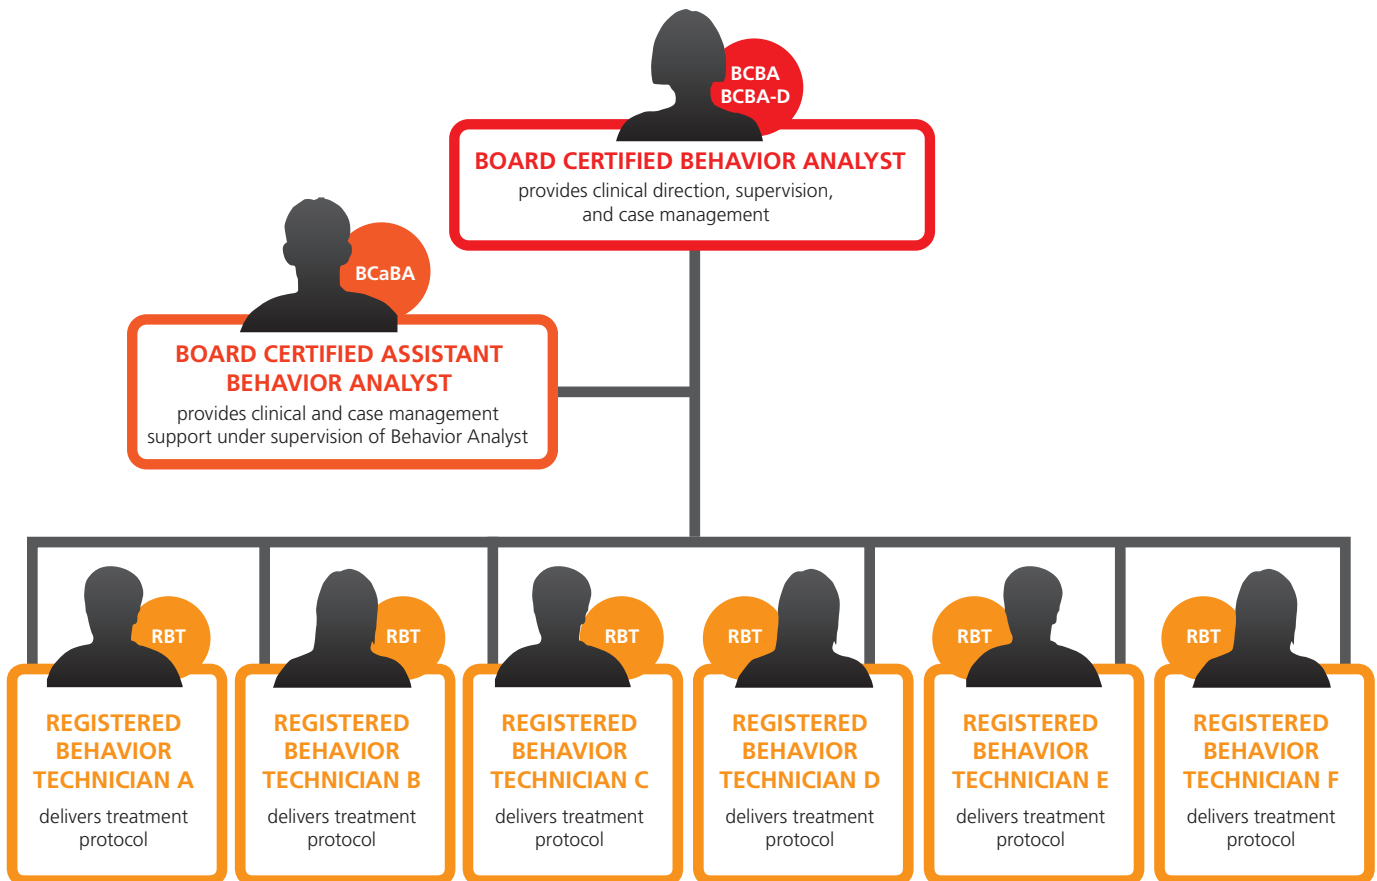 BCBA
BCBA-D
BOARD CERTIFIED BEHAVIOR ANALYST
provides clinical direction, supervision,
and case management
BCaBA
BOARD CERTIFIED ASSISTANT
BEHAVIOR ANALYST
provides clinical and case management
support under supervision of Behavior Analyst
RBT
REGISTERED
BEHAVIOR
TECHNICIAN A
delivers treatment
protocol
RBT
REGISTERED
BEHAVIOR
TECHNICIAN B
delivers treatment
protocol
RBT
REGISTERED
BEHAVIOR
TECHNICIAN C
delivers treatment
protocol
RBT
REGISTERED
BEHAVIOR
TECHNICIAN D
delivers treatment
protocol
RBT
REGISTERED
BEHAVIOR
TECHNICIAN E
delivers treatment
protocol
RBT
REGISTERED
BEHAVIOR
TECHNICIAN F
delivers treatment
protocol